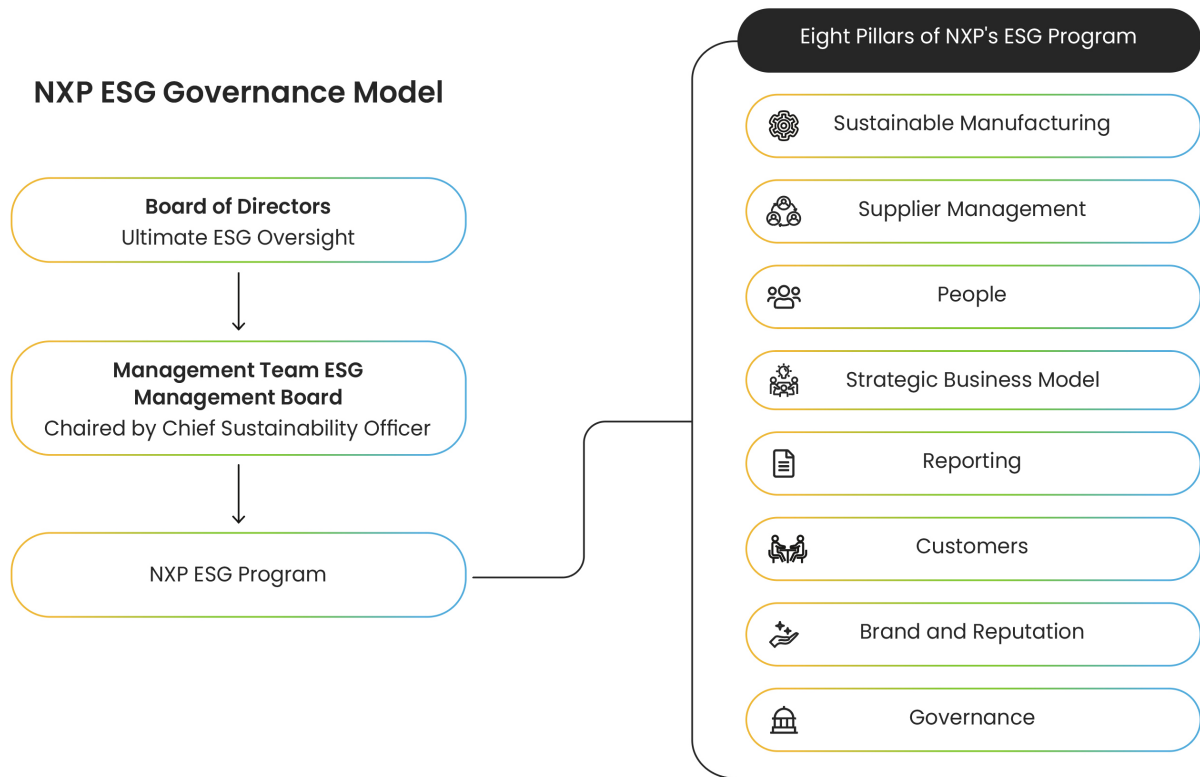 NXP ESG Governance Model
Board of Directors
Ultimate ESG Oversight
Management Team ESG
Management Board
Chaired by Chief Sustainability Officer
NXP ESG Program
Eight Pillars of NXP's ESG Program
Sustainable Manufacturing
Supplier Management
People
Strategic Business Model
Reporting
Customers
Brand and Reputation
Governance